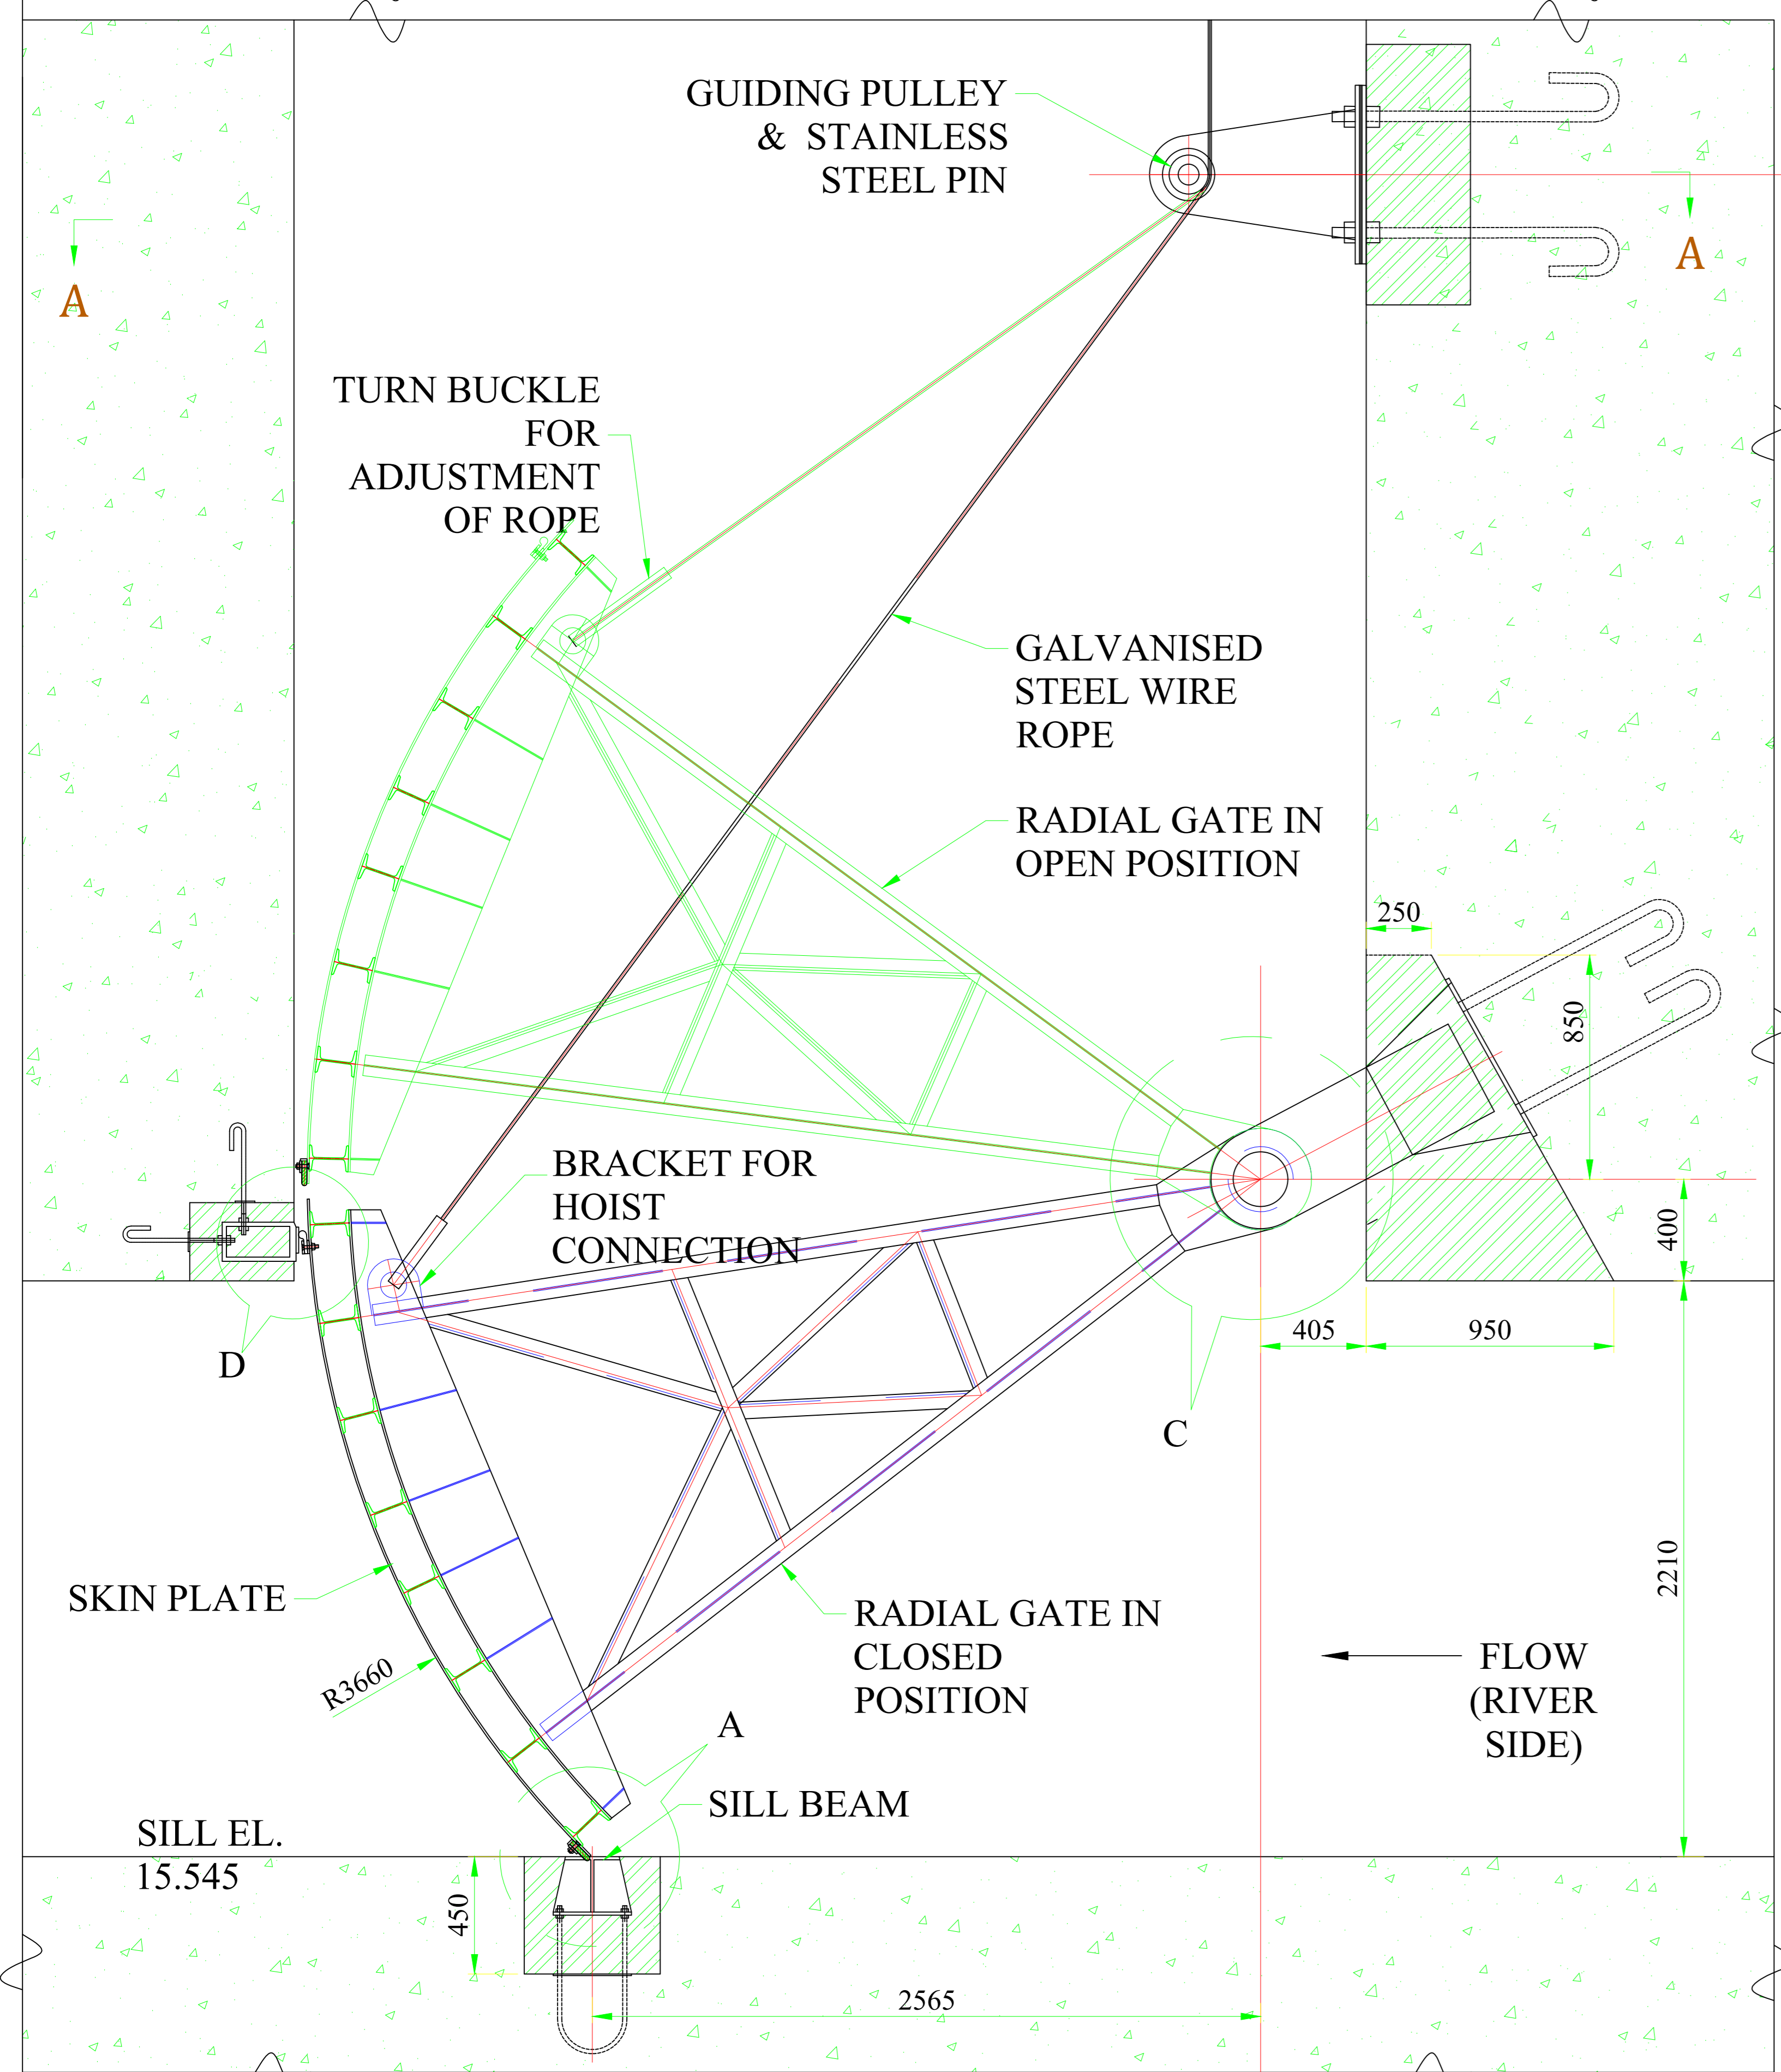 GUIDING PULLEY
& STAINLESS
STEEL PIN
A
A
TURN BUCKLE
FOR
ADJUSTMENT
OF ROPE
GALVANISED
STEEL WIRE
ROPE
RADIAL GATE IN
OPEN POSITION
250
850
BRACKET FOR
HOIST
CONNECTION
400
405
950
D
C
2210
SKIN PLATE
RADIAL GATE IN
CLOSED
POSITION
FLOW
(RIVER
SIDE)
R3660
A
SILL BEAM
SILL EL.
15.545
450
2565